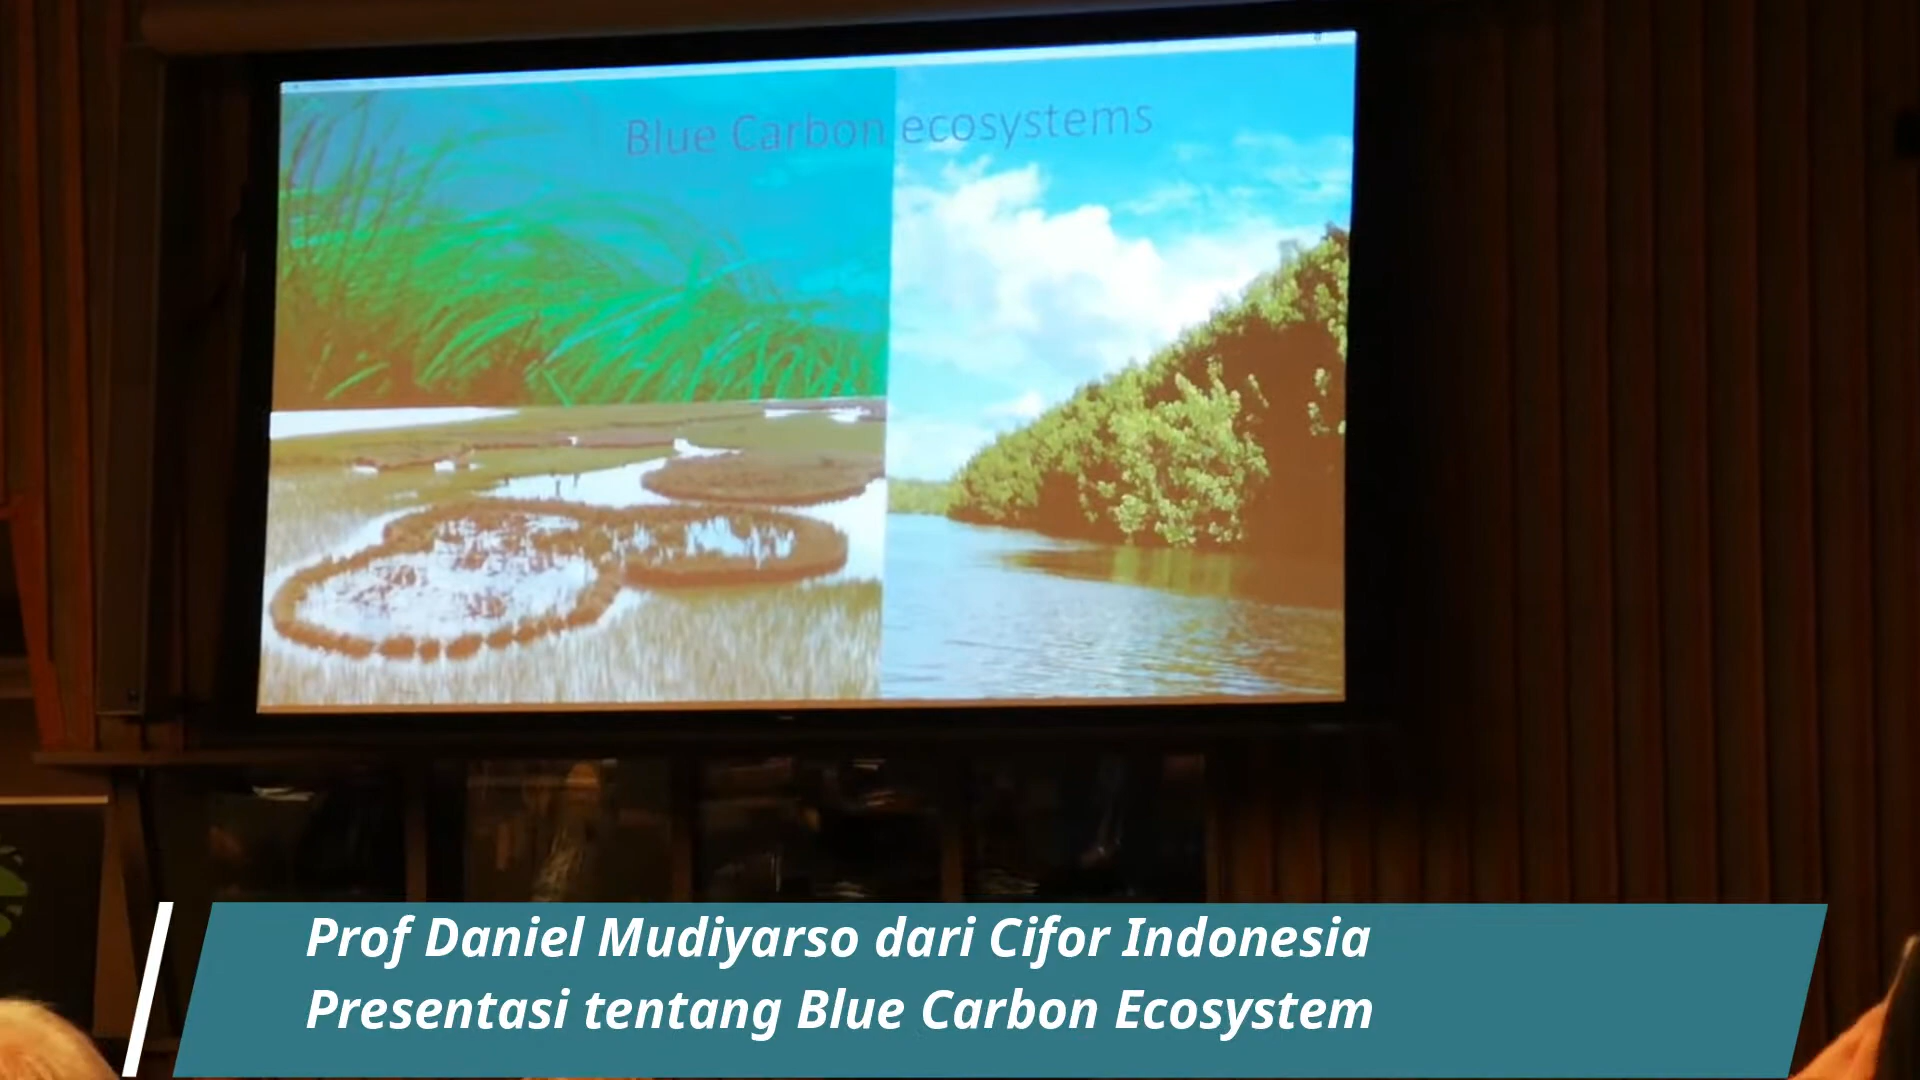 Blue Carbon ecosystems
Prof Daniel Mudiyarso dari Cifor Indonesia
Presentasi tentang Blue Carbon Ecosystem